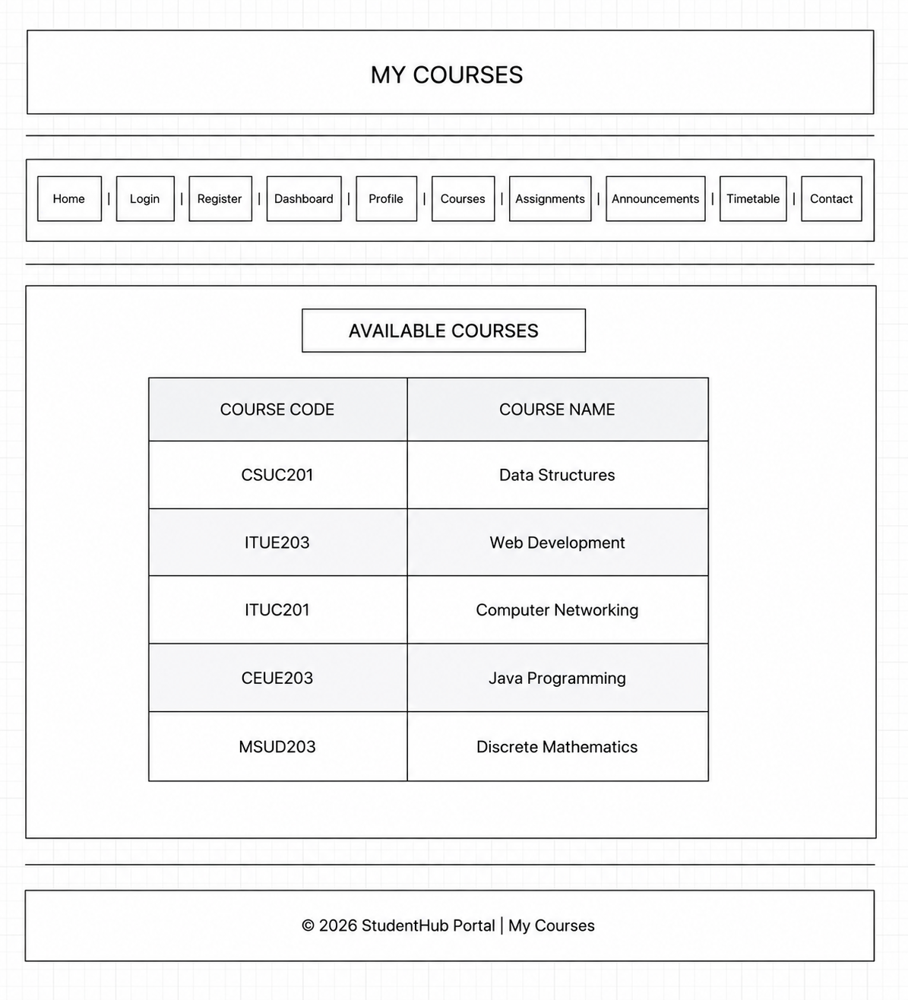 MY COURSES
Home | Login | Register | Dashboard | Profile | Courses | Assignments | Announcements | Timetable | Contact
AVAILABLE COURSES
COURSE CODE COURSE NAME
CSUC201 Data Structures
ITUE203 Web Development
ITUC201 Computer Networking
CEUE203 Java Programming
MSUD203 Discrete Mathematics
© 2026 StudentHub Portal | My Courses